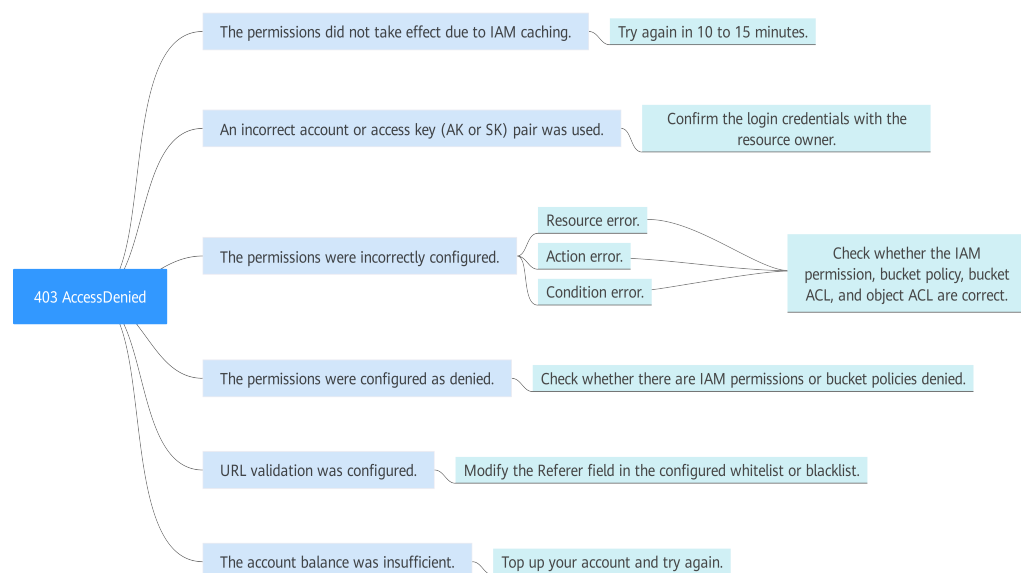 The permissions did not take effect due to IAM caching.
Try again in 10 to 15 minutes.
An incorrect account or access key (AK or SK) pair was used.
Confirm the login credentials with the
resource owner.
403 AccessDenied
The permissions were incorrectly configured.
Resource error.
Action error.
Condition error.
Check whether the IAM
permission, bucket policy, bucket
ACL, and object ACL are correct.
The permissions were configured as denied.
Check whether there are IAM permissions or bucket policies denied.
URL validation was configured.
Modify the Referer field in the configured whitelist or blacklist.
The account balance was insufficient.
Top up your account and try again.